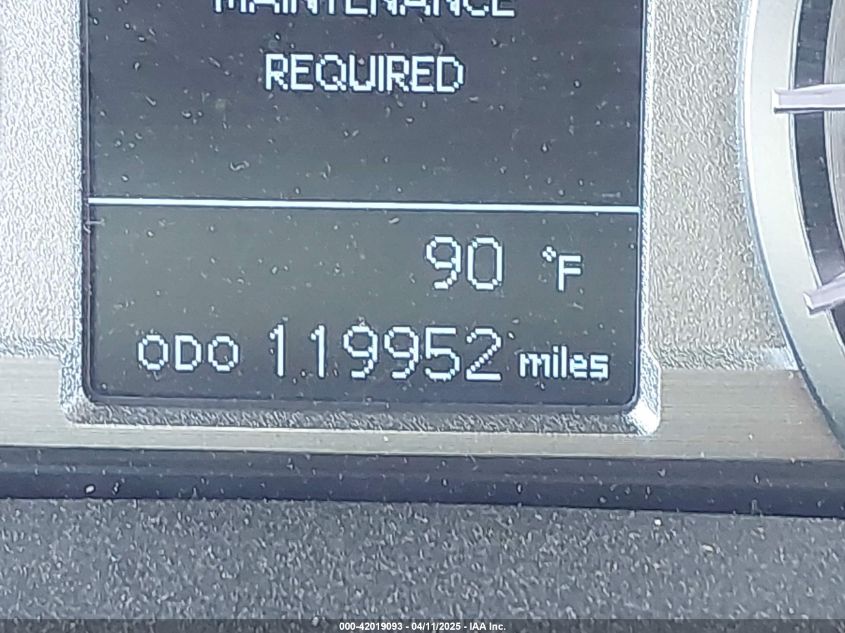 MAINTENANCE
REQUIRED
90 °F
ODO 119952 miles
000-42019093 - 04/11/2025 - IAA Inc.